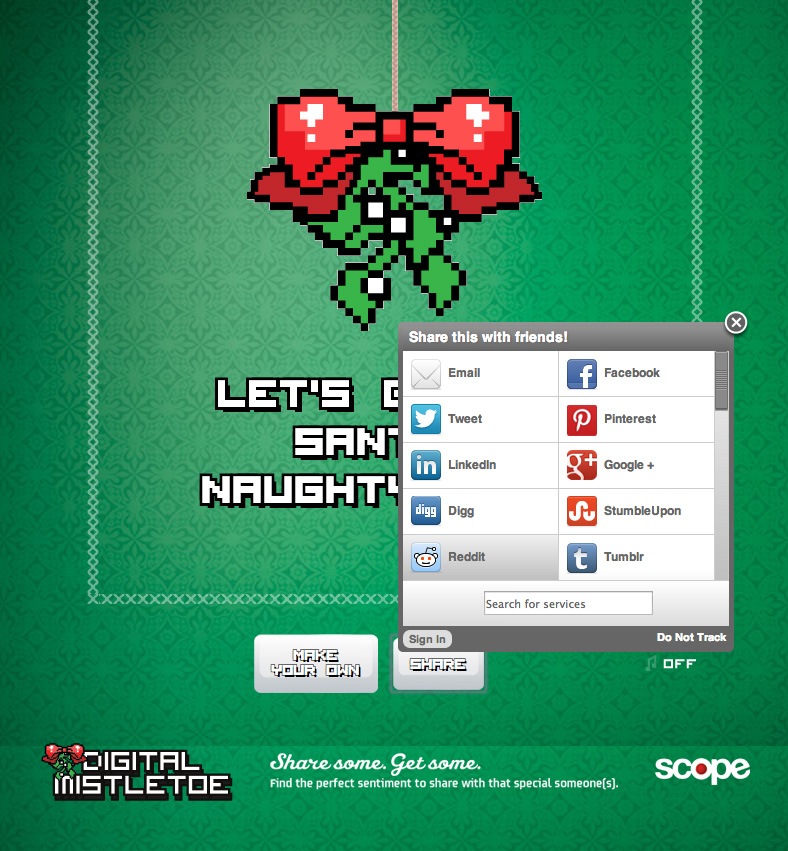 LET'S
SANT
NAUGHTY
Share this with friends!
Email
Facebook
Tweet
Pinterest
LinkedIn
Google +
Digg
StumbleUpon
Reddit
Tumblr
Search for services
Sign In
Do Not Track
MAKE
YOUR OWN
SHARE
OFF
DIGITAL
MISTLETOE
Share some. Get some.
Find the perfect sentiment to share with that special someone(s).
scope